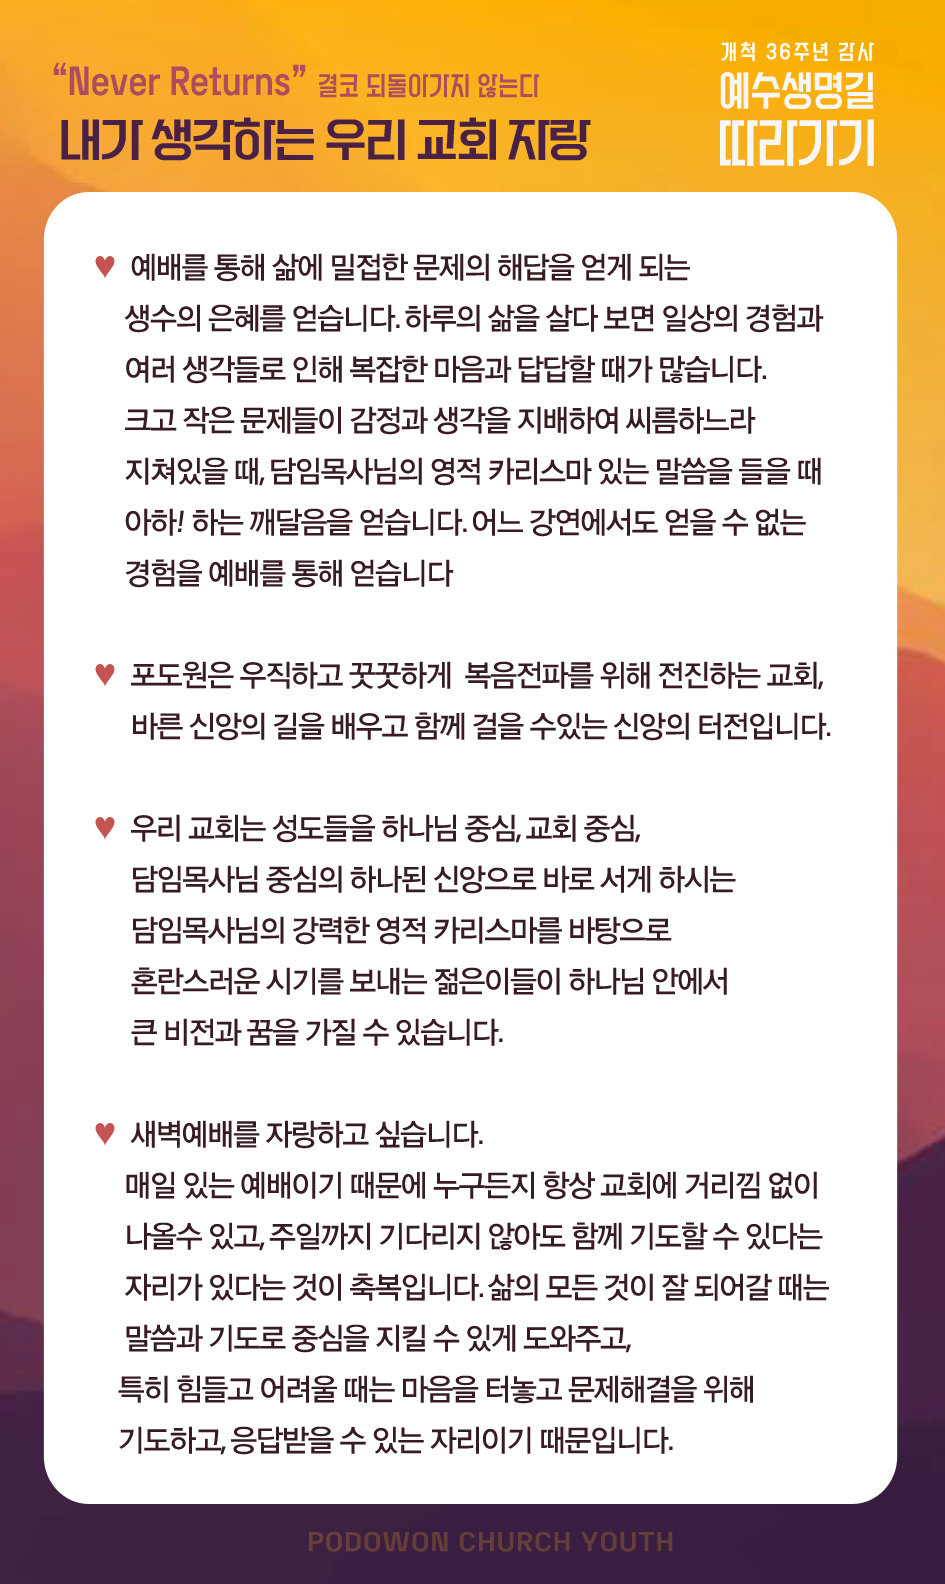 “Never Returns” 결코 되돌아가지 않는다
내가 생각하는 우리 교회 자랑
개척 36주년 감사
예수생명길
따라가기
♥ 예배를 통해 삶에 밀접한 문제의 해답을 얻게 되는
생수의 은혜를 얻습니다. 하루의 삶을 살다 보면 일상의 경험과
여러 생각들로 인해 복잡한 마음과 답답할 때가 많습니다.
크고 작은 문제들이 감정과 생각을 지배하여 씨름하느라
지쳐있을 때, 담임목사님의 영적 카리스마 있는 말씀을 들을 때
아하! 하는 깨달음을 얻습니다. 어느 강연에서도 얻을 수 없는
경험을 예배를 통해 얻습니다
♥ 포도원은 우직하고 꿋꿋하게 복음전파를 위해 전진하는 교회,
바른 신앙의 길을 배우고 함께 걸을 수있는 신앙의 터전입니다.
♥ 우리 교회는 성도들을 하나님 중심, 교회 중심,
담임목사님 중심의 하나된 신앙으로 바로 서게 하시는
담임목사님의 강력한 영적 카리스마를 바탕으로
혼란스러운 시기를 보내는 젊은이들이 하나님 안에서
큰 비전과 꿈을 가질 수 있습니다.
♥ 새벽예배를 자랑하고 싶습니다.
매일 있는 예배이기 때문에 누구든지 항상 교회에 거리낌 없이
나올수 있고, 주일까지 기다리지 않아도 함께 기도할 수 있다는
자리가 있다는 것이 축복입니다. 삶의 모든 것이 잘 되어갈 때는
말씀과 기도로 중심을 지킬 수 있게 도와주고,
특히 힘들고 어려울 때는 마음을 터놓고 문제해결을 위해
기도하고, 응답받을 수 있는 자리이기 때문입니다.
PODOWON CHURCH YOUTH